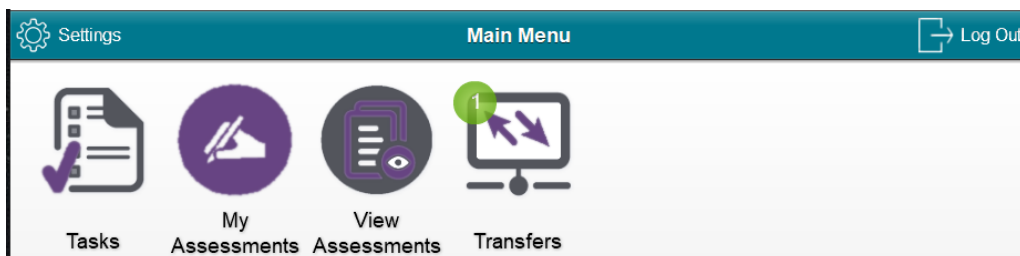 Settings
Main Menu
Log Out
1
Tasks
My
Assessments
View
Assessments
Transfers